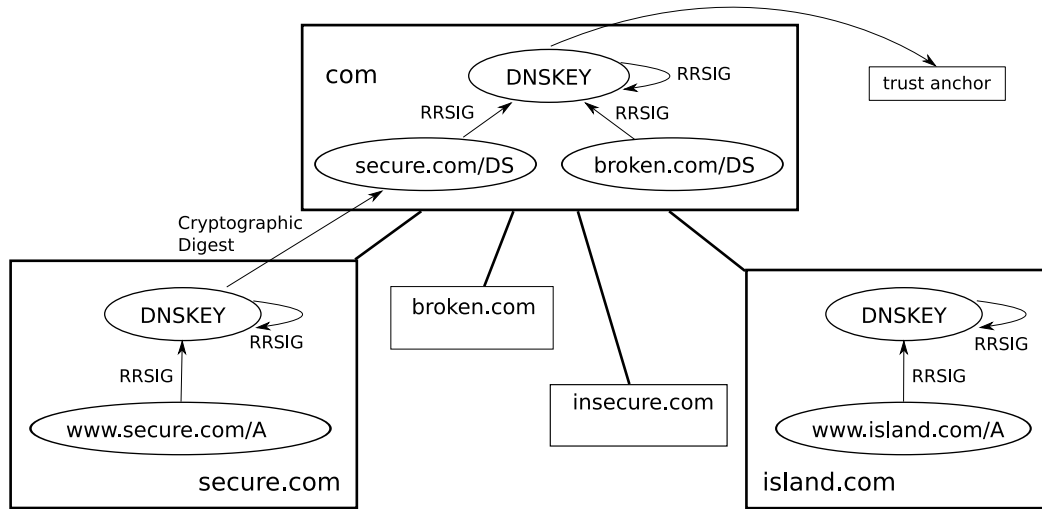 com
DNSKEY
RRSIG
trust anchor
RRSIG
RRSIG
secure.com/DS
broken.com/DS
Cryptographic
Digest
DNSKEY
RRSIG
RRSIG
www.secure.com/A
secure.com
broken.com
insecure.com
DNSKEY
RRSIG
RRSIG
www.island.com/A
island.com